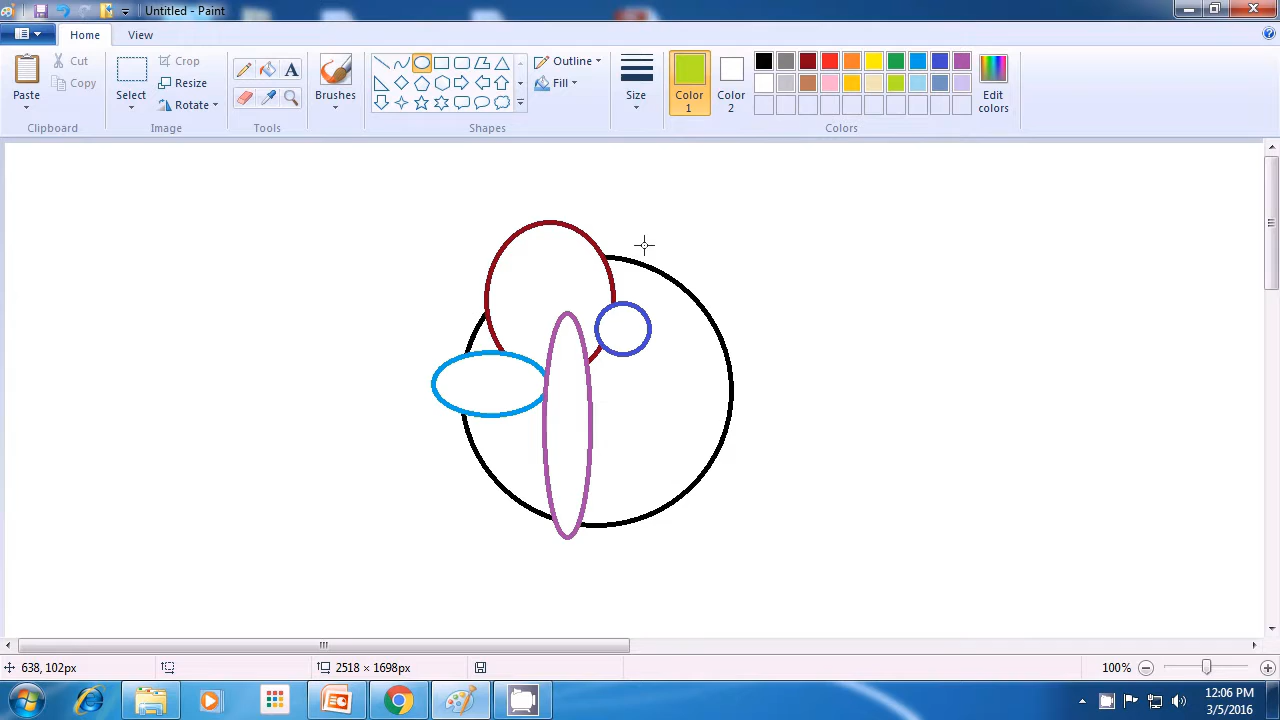 Untitled - Paint
Home View
Paste
Cut
Copy
Select
Crop
Resize
Rotate
A
Brushes
Outline
Fill
Size
Color 1
Color 2
Edit colors
Clipboard Image Tools Shapes Colors
638, 102px 2518 × 1698px 100%
12:06 PM
3/5/2016